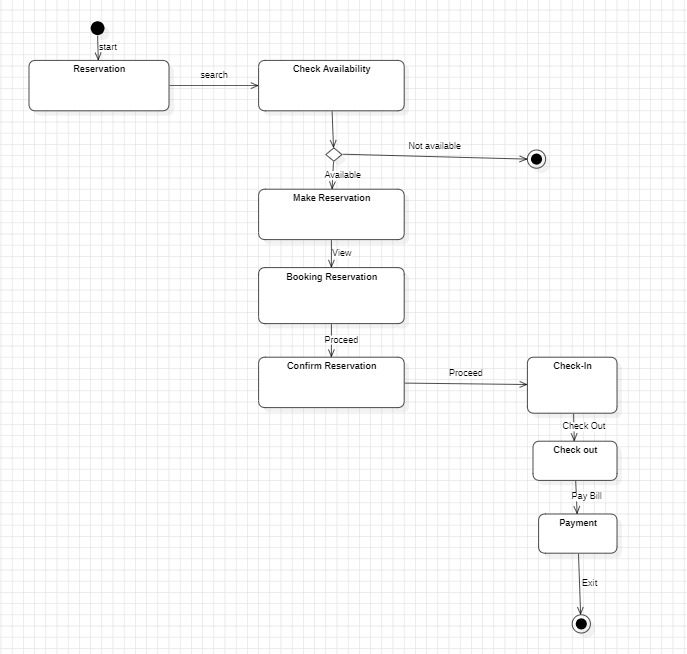 start
Reservation
search
Check Availability
Not available
Available
Make Reservation
View
Booking Reservation
Proceed
Confirm Reservation
Proceed
Check-In
Check Out
Check out
Pay Bill
Payment
Exit